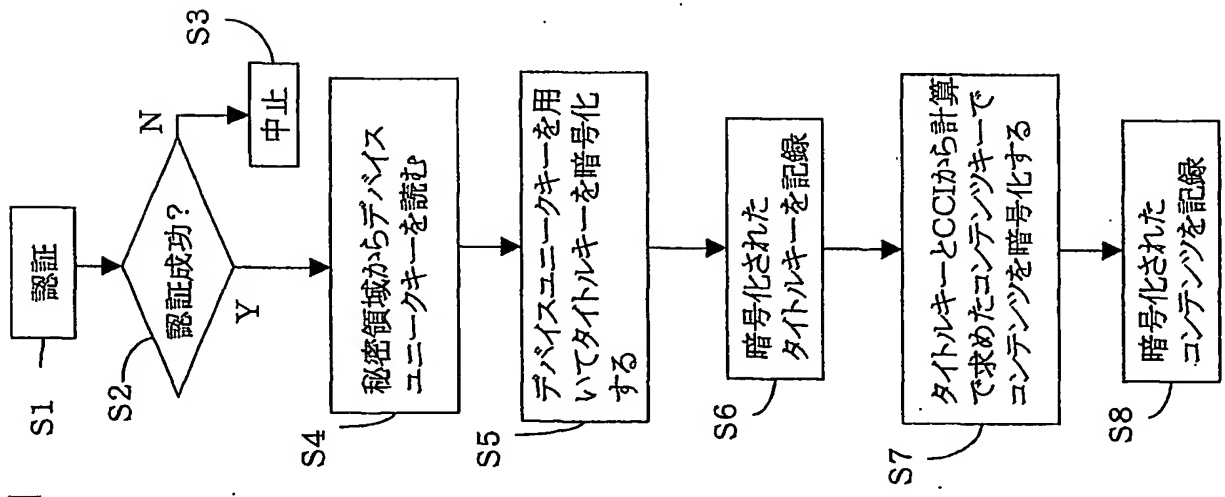 S1
認証
S2
認証成功?
N
S3
中止
Y
S4
秘密領域からデバイス
ユニークキーを読む
S5
デバイスユニークキーを用
いてタイトルキーを暗号化
する
S6
暗号化された
タイトルキーを記録
S7
タイトルキーとCCIから計算
で求めたコンテンツキーで
コンテンツを暗号化する
S8
暗号化された
コンテンツを記録